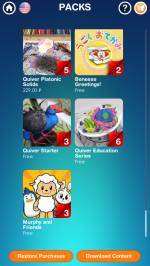 PACKS
5
2
Quiver Platonic
Solids
229.00 ₽
Benesse
Greetings!
Free
3
6
Quiver Starter
Free
Quiver Education
Series
Free
3
Murphy and
Friends
Free
Restore Purchases
Download Content